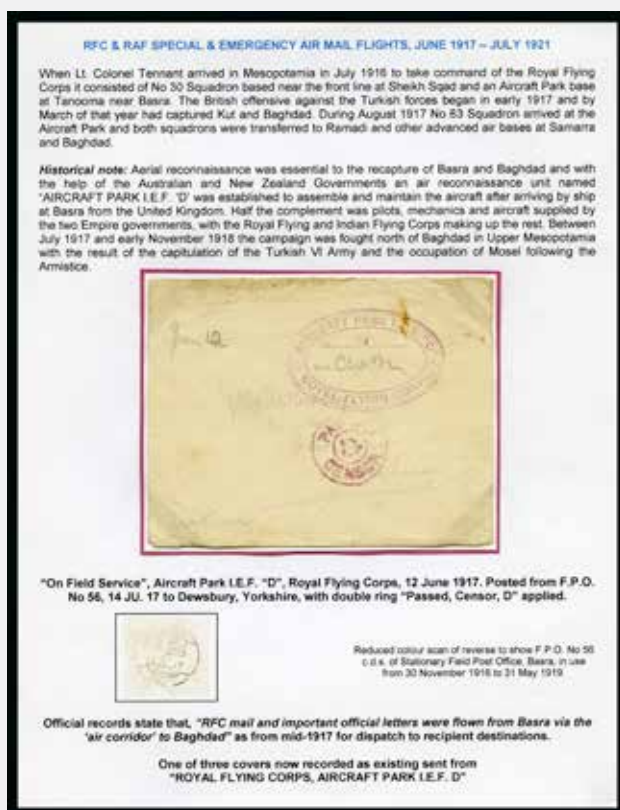 RFC & RAF SPECIAL & EMERGENCY AIR MAIL FLIGHTS, JUNE 1917 – JULY 1921
When Lt. Colonel Tennant arrived in Mesopotamia in July 1916 to take command of the Royal Flying
Corps it consisted of No 30 Squadron based near the front line at Sheikh Sqad and an Aircraft Park base
at Tanooma near Basra. The British offensive against the Turkish forces began in early 1917 and by
March of that year had captured Kut and Baghdad. During August 1917 No 63 Squadron arrived at the
Aircraft Park and both squadrons were transferred to Ramadi and other advanced air bases at Samarra
and Baghdad.
Historical note: Aerial reconnaissance was essential to the recapture of Basra and Baghdad and with
the help of the Australian and New Zealand Governments an air reconnaissance unit named
"AIRCRAFT PARK I.E.F. 'D' was established to assemble and maintain the aircraft after arriving by ship
at Basra from the United Kingdom. Half the complement was pilots, mechanics and aircraft supplied by
the two Empire governments, with the Royal Flying and Indian Flying Corps making up the rest. Between
July 1917 and early November 1918 the campaign was fought north of Baghdad in Upper Mesopotamia
with the result of the capitulation of the Turkish VI Army and the occupation of Mosel following the
Armistice.
AIRCRAFT PARK
ROYAL FLYING CORPS
"On Field Service", Aircraft Park I.E.F. "D", Royal Flying Corps, 12 June 1917. Posted from F.P.O.
No 56, 14 JU. 17 to Dewsbury, Yorkshire, with double ring "Passed, Censor, D" applied.
Reduced colour scan of reverse to show F.P.O. No 56
c.d.s. of Stationary Field Post Office, Basra, in use
from 30 November 1916 to 31 May 1919
Official records state that, "RFC mail and important official letters were flown from Basra via the
'air corridor' to Baghdad" as from mid-1917 for dispatch to recipient destinations.
One of three covers now recorded as existing sent from
"ROYAL FLYING CORPS, AIRCRAFT PARK I.E.F. D"